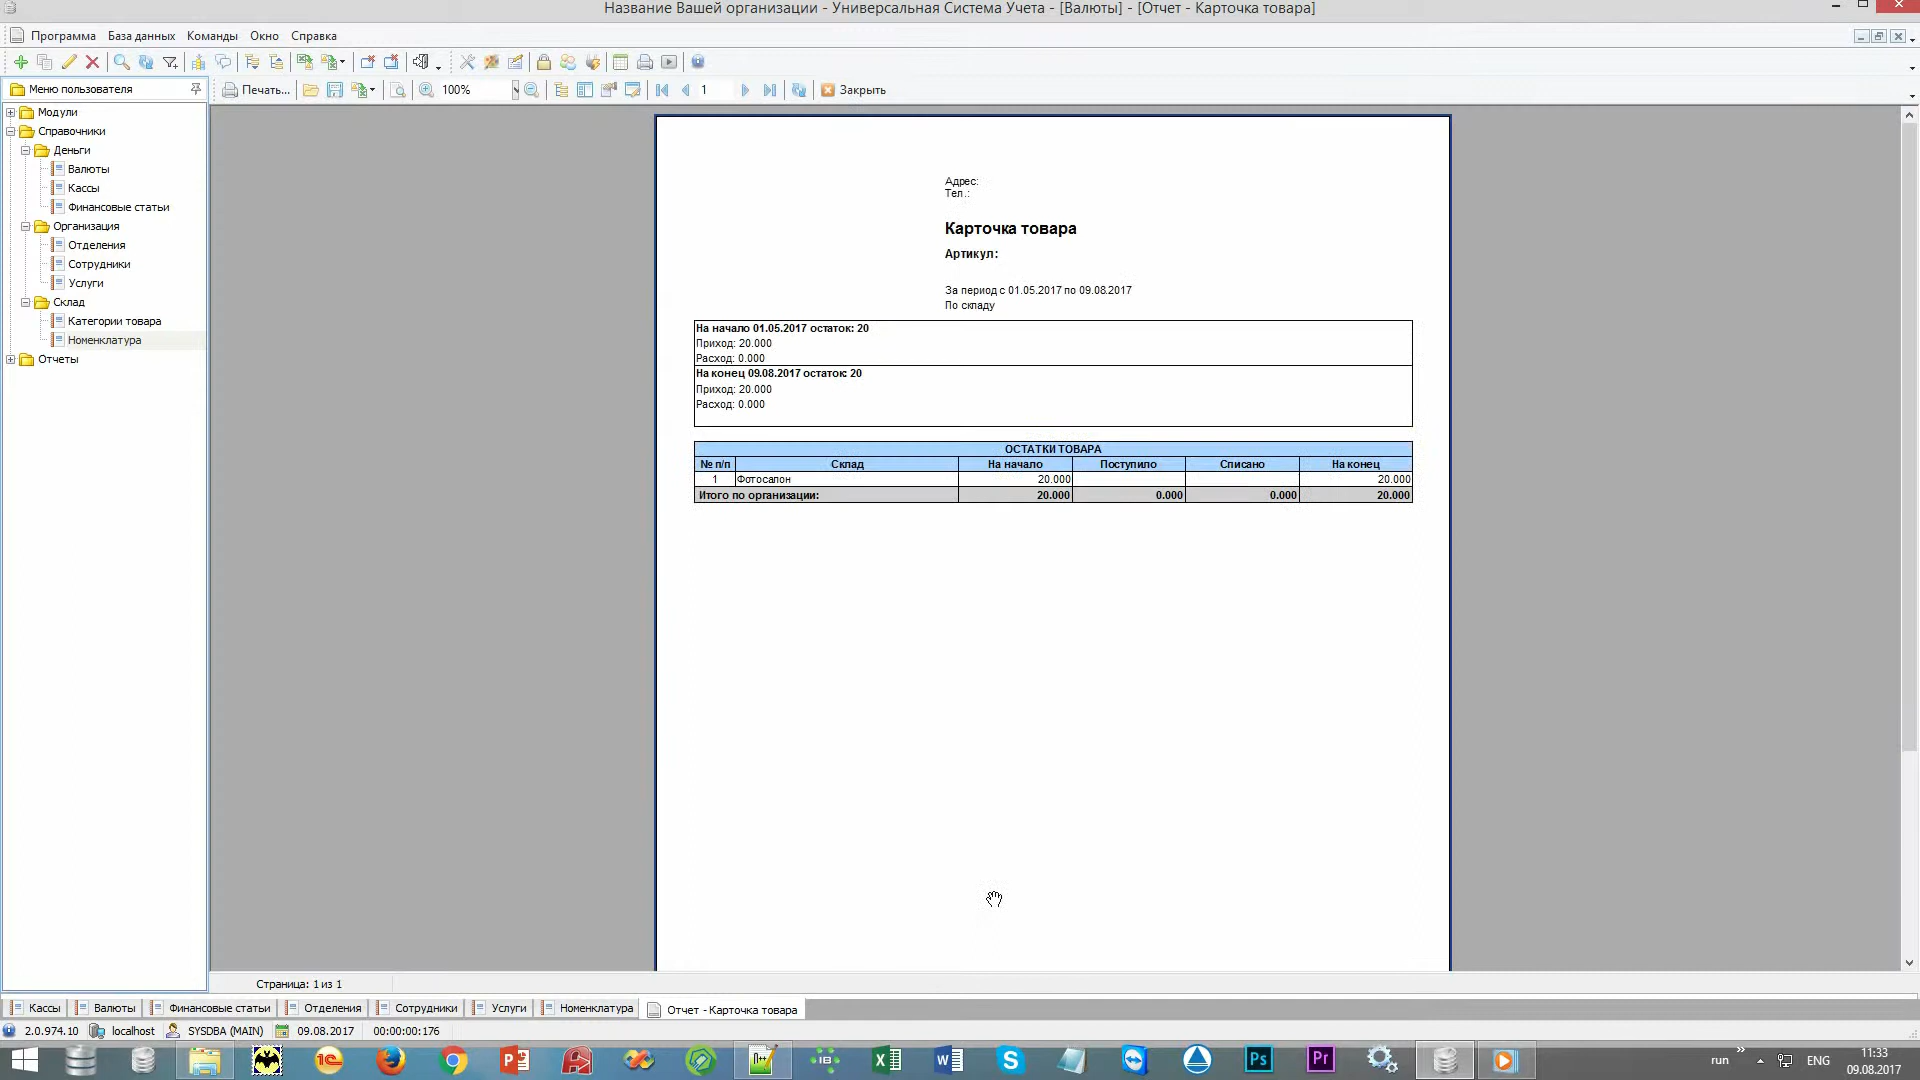 Название Вашей организации - Универсальная Система Учета - [Валюты] - [Отчет - Карточка товара]
Программа База данных Команды Окно Справка
Меню пользователя
Печать... 100% 1 Закрыть
Модули
Справочники
Деньги
Валюты
Кассы
Финансовые статьи
Организация
Отделения
Сотрудники
Услуги
Склад
Категории товара
Номенклатура
Отчеты
Адрес:
Тел.:
Карточка товара
Артикул:
За период с 01.05.2017 по 09.08.2017
По складу
На начало 01.05.2017 остаток: 20
Приход: 20.000
Расход: 0.000
На конец 09.08.2017 остаток: 20
Приход: 20.000
Расход: 0.000
ОСТАТКИ ТОВАРА
№ п/п Склад На начало Поступило Списано На конец
1 Фотосалон 20.000 20.000
Итого по организации: 20.000 0.000 0.000 20.000
Страница: 1 из 1
Кассы Валюты Финансовые статьи Отделения Сотрудники Услуги Номенклатура Отчет - Карточка товара
2.0.974.10 localhost SYSDBA (MAIN) 09.08.2017 00:00:00:176
run ENG 11:33
09.08.2017